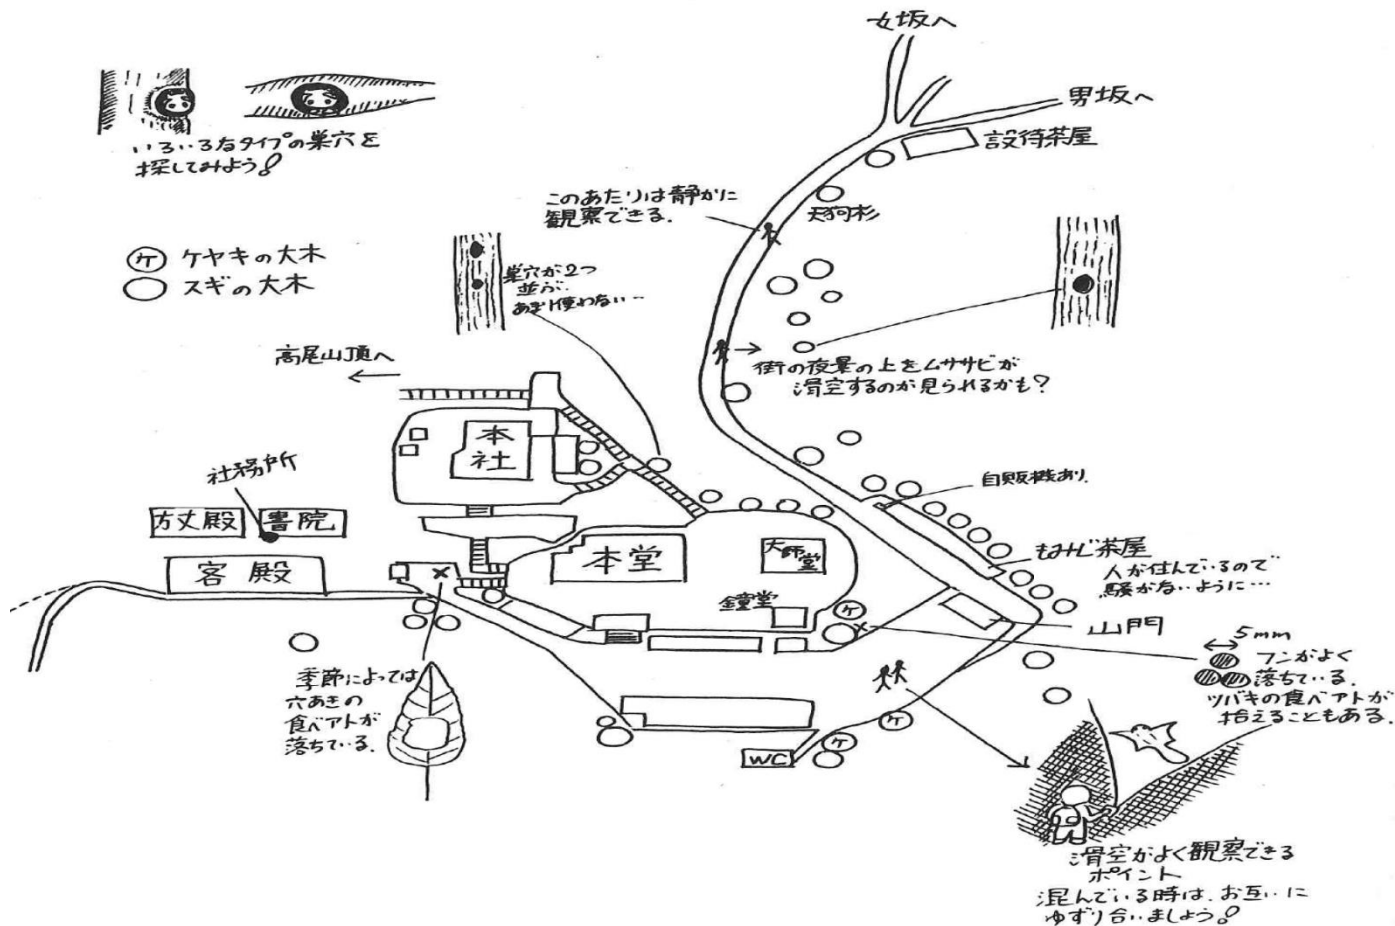 女坂へ
男坂へ
設待茶屋
いろいろなタイプの巣穴を
探してみよう!
このあたりは静かに
観察できる.
天狗杉
ケ ケヤキの大木
スギの大木
巣穴が2つ
並ぶ.
あまり使わない…
高尾山頂へ
街の夜景の上をムササビが
滑空するのが見られるかも?
本
社
社務所
自販機あり.
方丈殿
書院
客殿
本堂
大師
堂
もみじ茶屋
人が住んでいるので
騒がないように…
鐘堂
ケ
山門
5mm
フンがよく
落ちている.
ツバキの食べアトが
拾えることもある.
季節によっては
穴あきの
食べアトが
落ちている.
ケ
ケ
WC
滑空がよく観察できる
ポイント
混んでいる時は、お互いに
ゆずり合いましょう!